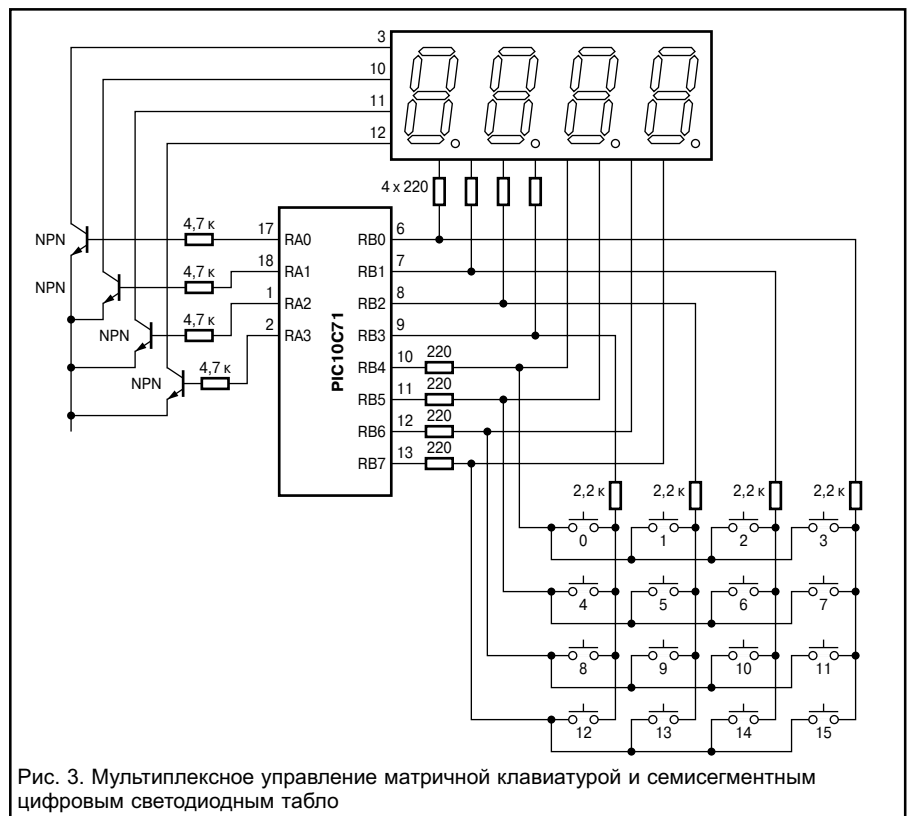 3
10
11
12
4 x 220
NPN 4,7 к 17 RA0 RB0 6
NPN 4,7 к 18 RA1 RB1 7
NPN 4,7 к 1 RA2 RB2 8
NPN 4,7 к 2 RA3 RB3 9
PIC10C71
RB4 10 220
RB5 11 220
RB6 12 220
RB7 13 220
2,2 к 2,2 к 2,2 к 2,2 к
0 1 2 3
4 5 6 7
8 9 10 11
12 13 14 15
Рис. 3. Мультиплексное управление матричной клавиатурой и семисегментным
цифровым светодиодным табло